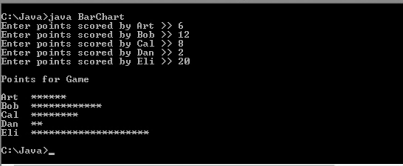 C:\Java>java BarChart
Enter points scored by Art >> 6
Enter points scored by Bob >> 12
Enter points scored by Cal >> 8
Enter points scored by Dan >> 2
Enter points scored by Eli >> 20
Points for Game
Art  ******
Bob  ************
Cal  ********
Dan  **
Eli  ********************
C:\Java>_